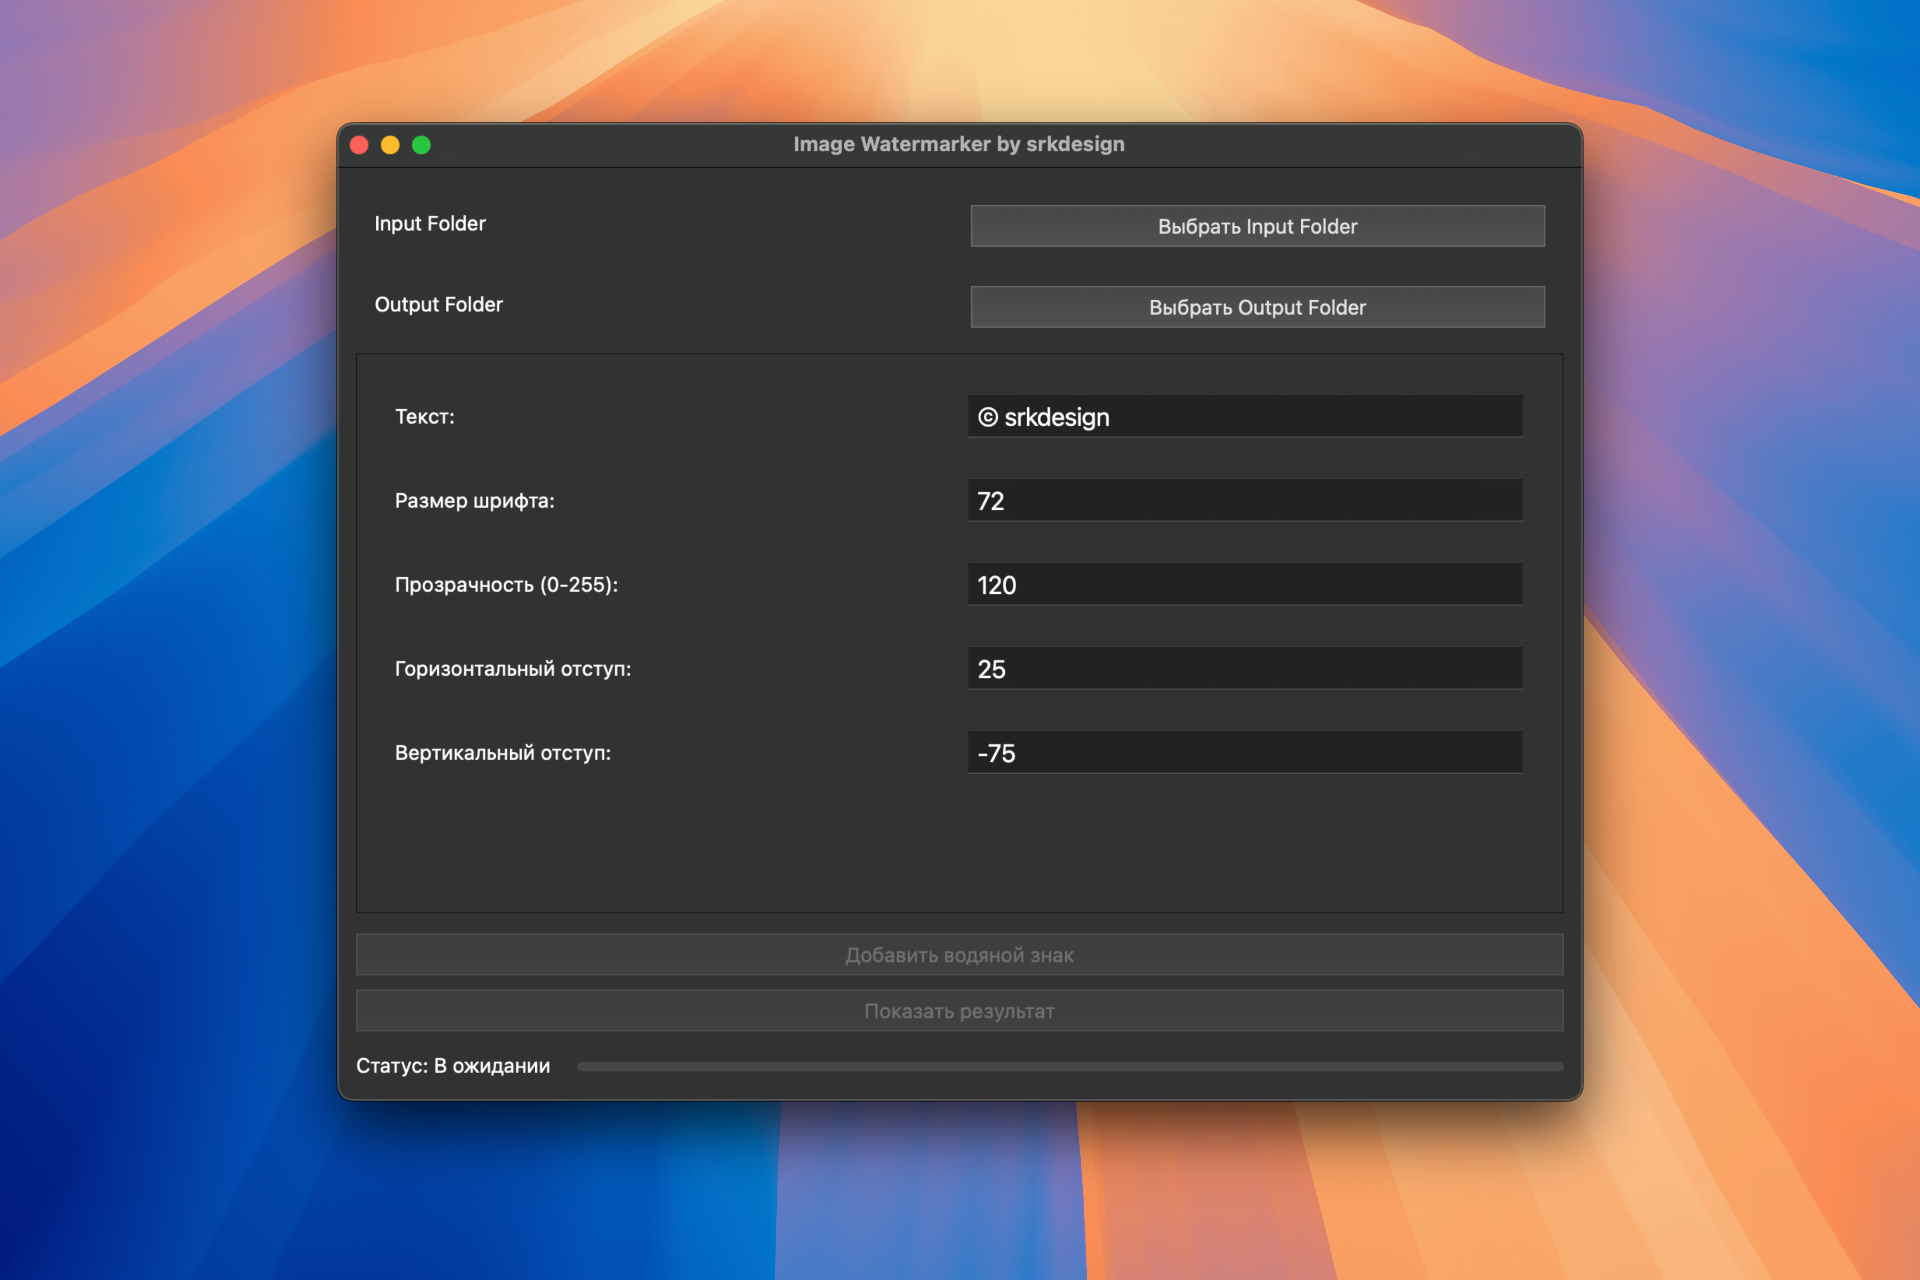 Image Watermarker by srkdesign
Input Folder
Выбрать Input Folder
Output Folder
Выбрать Output Folder
Текст:
© srkdesign
Размер шрифта:
72
Прозрачность (0-255):
120
Горизонтальный отступ:
25
Вертикальный отступ:
-75
Добавить водяной знак
Показать результат
Статус: В ожидании